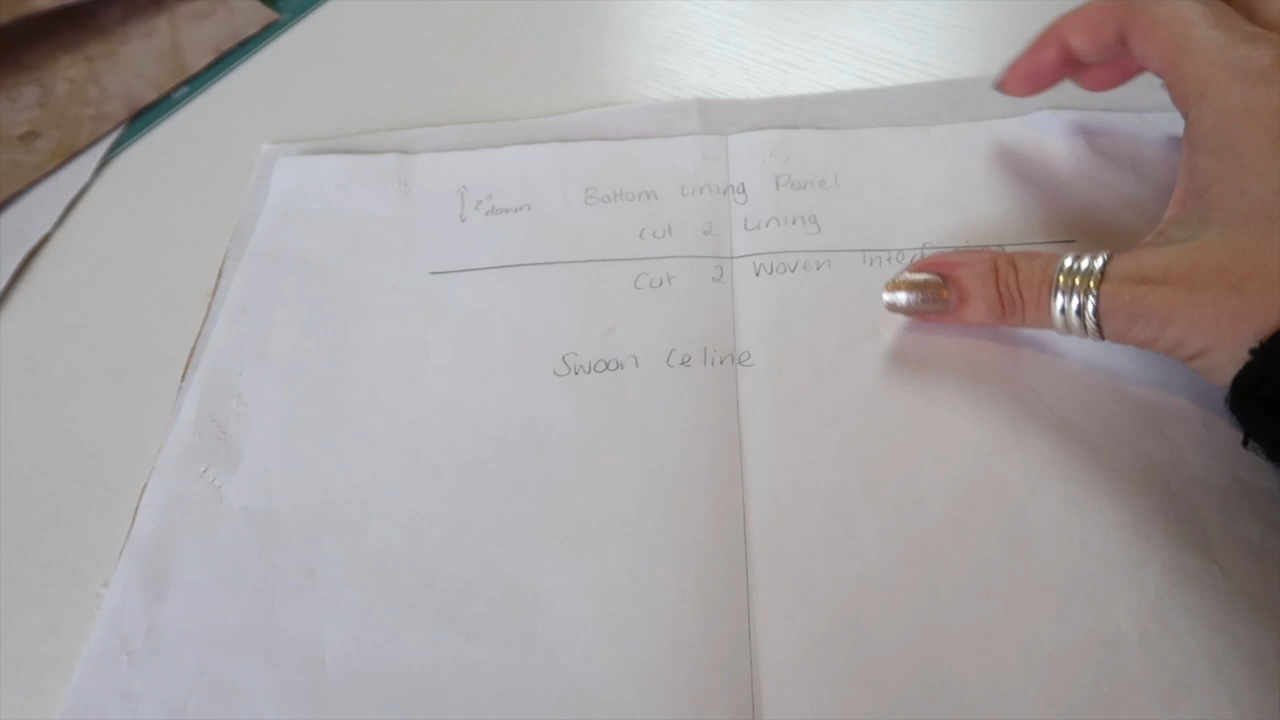 2" down
Bottom Lining Panel
Cut 2 Lining
Cut 2 Woven
Swoon Celine